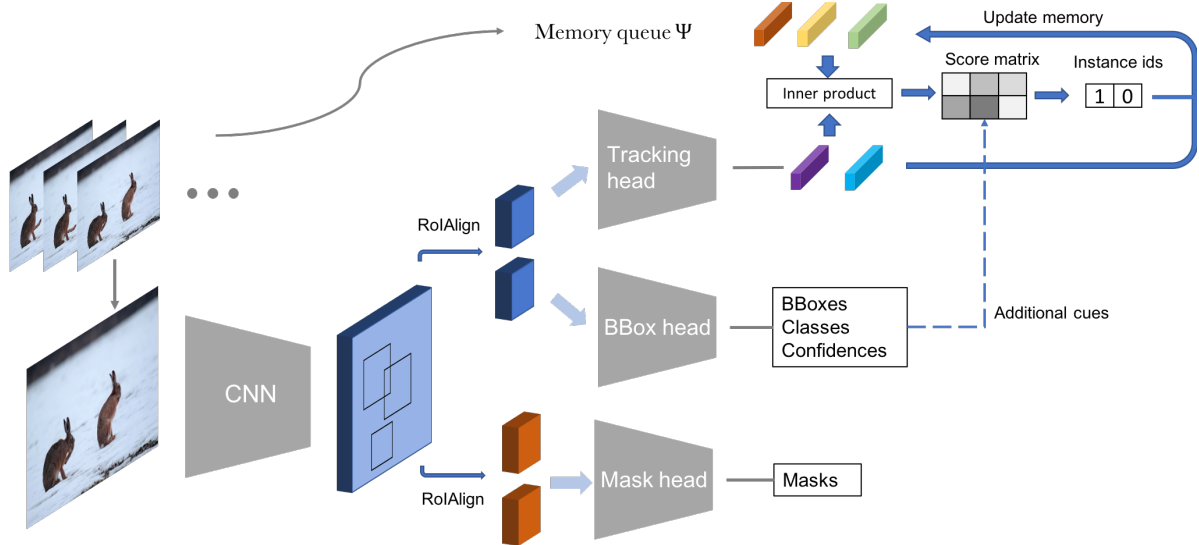 Update memory
Memory queue Ψ
Score matrix
Instance ids
Inner product
1 0
Tracking
head
RoIAlign
BBoxes
Classes
Confidences
Additional cues
BBox head
CNN
Mask head
Masks
RoIAlign